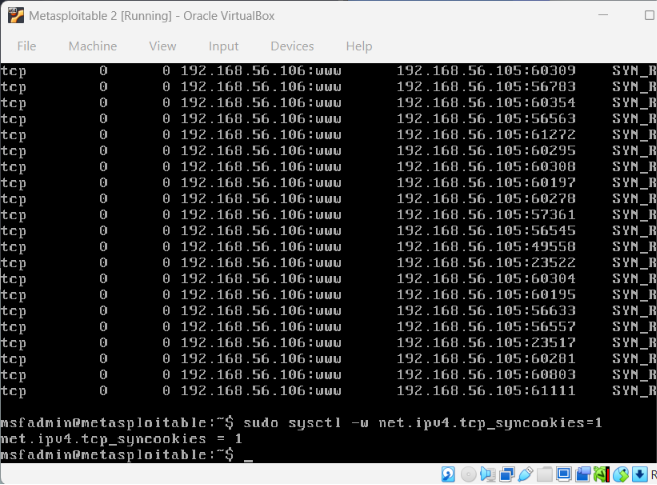 Metasploitable 2 [Running] - Oracle VirtualBox
File Machine View Input Devices Help
tcp 0 0 192.168.56.106:www 192.168.56.105:60309 SYN_R
tcp 0 0 192.168.56.106:www 192.168.56.105:56783 SYN_R
tcp 0 0 192.168.56.106:www 192.168.56.105:60354 SYN_R
tcp 0 0 192.168.56.106:www 192.168.56.105:56563 SYN_R
tcp 0 0 192.168.56.106:www 192.168.56.105:61272 SYN_R
tcp 0 0 192.168.56.106:www 192.168.56.105:60295 SYN_R
tcp 0 0 192.168.56.106:www 192.168.56.105:60308 SYN_R
tcp 0 0 192.168.56.106:www 192.168.56.105:60197 SYN_R
tcp 0 0 192.168.56.106:www 192.168.56.105:60278 SYN_R
tcp 0 0 192.168.56.106:www 192.168.56.105:57361 SYN_R
tcp 0 0 192.168.56.106:www 192.168.56.105:56545 SYN_R
tcp 0 0 192.168.56.106:www 192.168.56.105:49558 SYN_R
tcp 0 0 192.168.56.106:www 192.168.56.105:23522 SYN_R
tcp 0 0 192.168.56.106:www 192.168.56.105:60304 SYN_R
tcp 0 0 192.168.56.106:www 192.168.56.105:60195 SYN_R
tcp 0 0 192.168.56.106:www 192.168.56.105:56633 SYN_R
tcp 0 0 192.168.56.106:www 192.168.56.105:56557 SYN_R
tcp 0 0 192.168.56.106:www 192.168.56.105:23517 SYN_R
tcp 0 0 192.168.56.106:www 192.168.56.105:60281 SYN_R
tcp 0 0 192.168.56.106:www 192.168.56.105:60803 SYN_R
tcp 0 0 192.168.56.106:www 192.168.56.105:61111 SYN_R
msfadmin@metasploitable:~$ sudo sysctl -w net.ipv4.tcp_syncookies=1
net.ipv4.tcp_syncookies = 1
msfadmin@metasploitable:~$ _
R